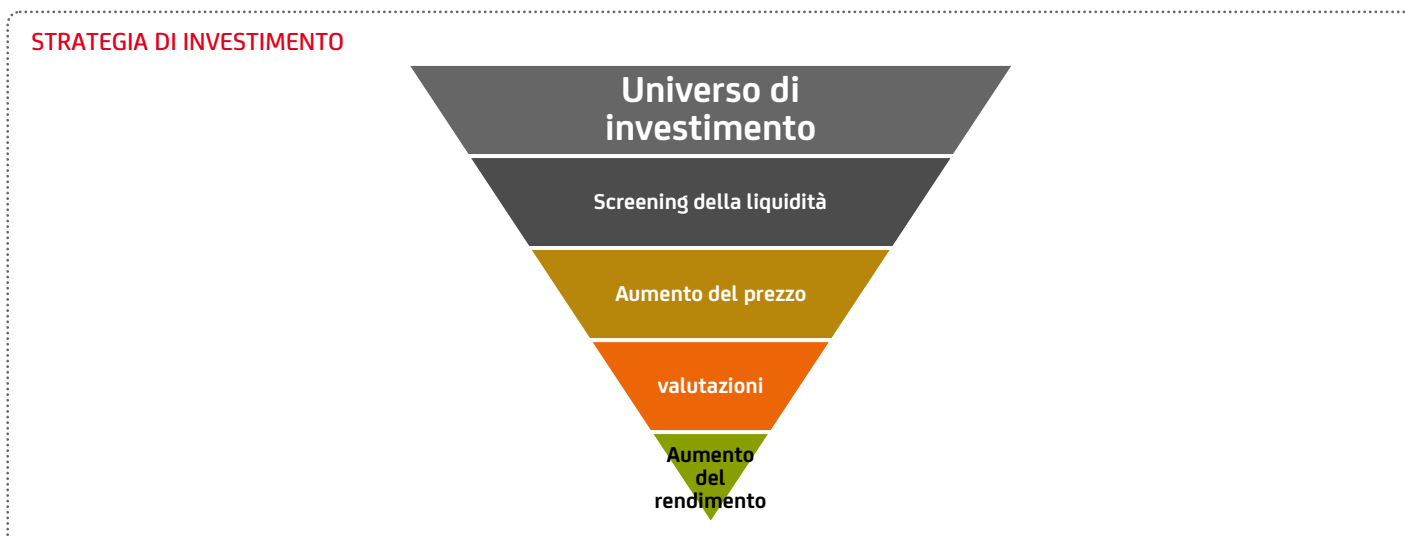 STRATEGIA DI INVESTIMENTO
Universo di
investimento
Screening della liquidità
Aumento del prezzo
valutazioni
Aumento
del
rendimento